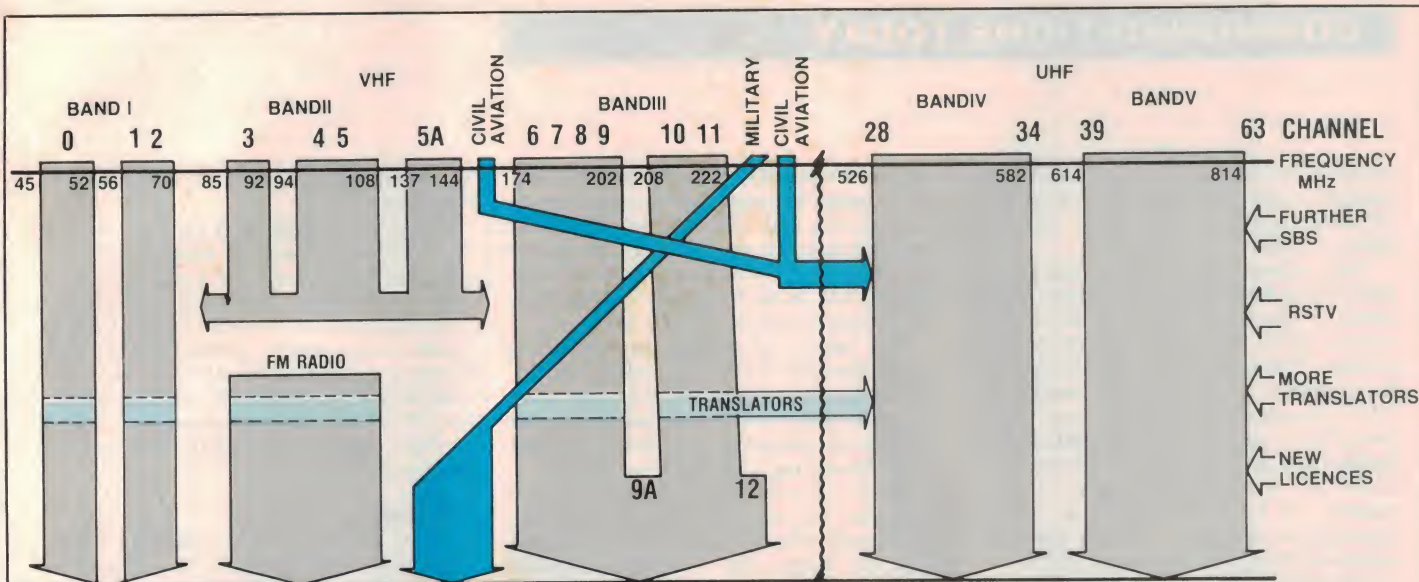 VHF
UHF
BAND I
BANDII
CIVIL AVIATION
BANDIII
MILITARY
CIVIL AVIATION
BANDIV
BANDV
0 1 2 3 4 5 5A 6 7 8 9 10 11 28 34 39 63 CHANNEL
FREQUENCY
MHz
45 52 56 70 85 92 94 108 137 144 174 202 208 222 526 582 614 814
FURTHER
SBS
RSTV
FM RADIO
TRANSLATORS
MORE
TRANSLATORS
NEW
LICENCES
9A 12